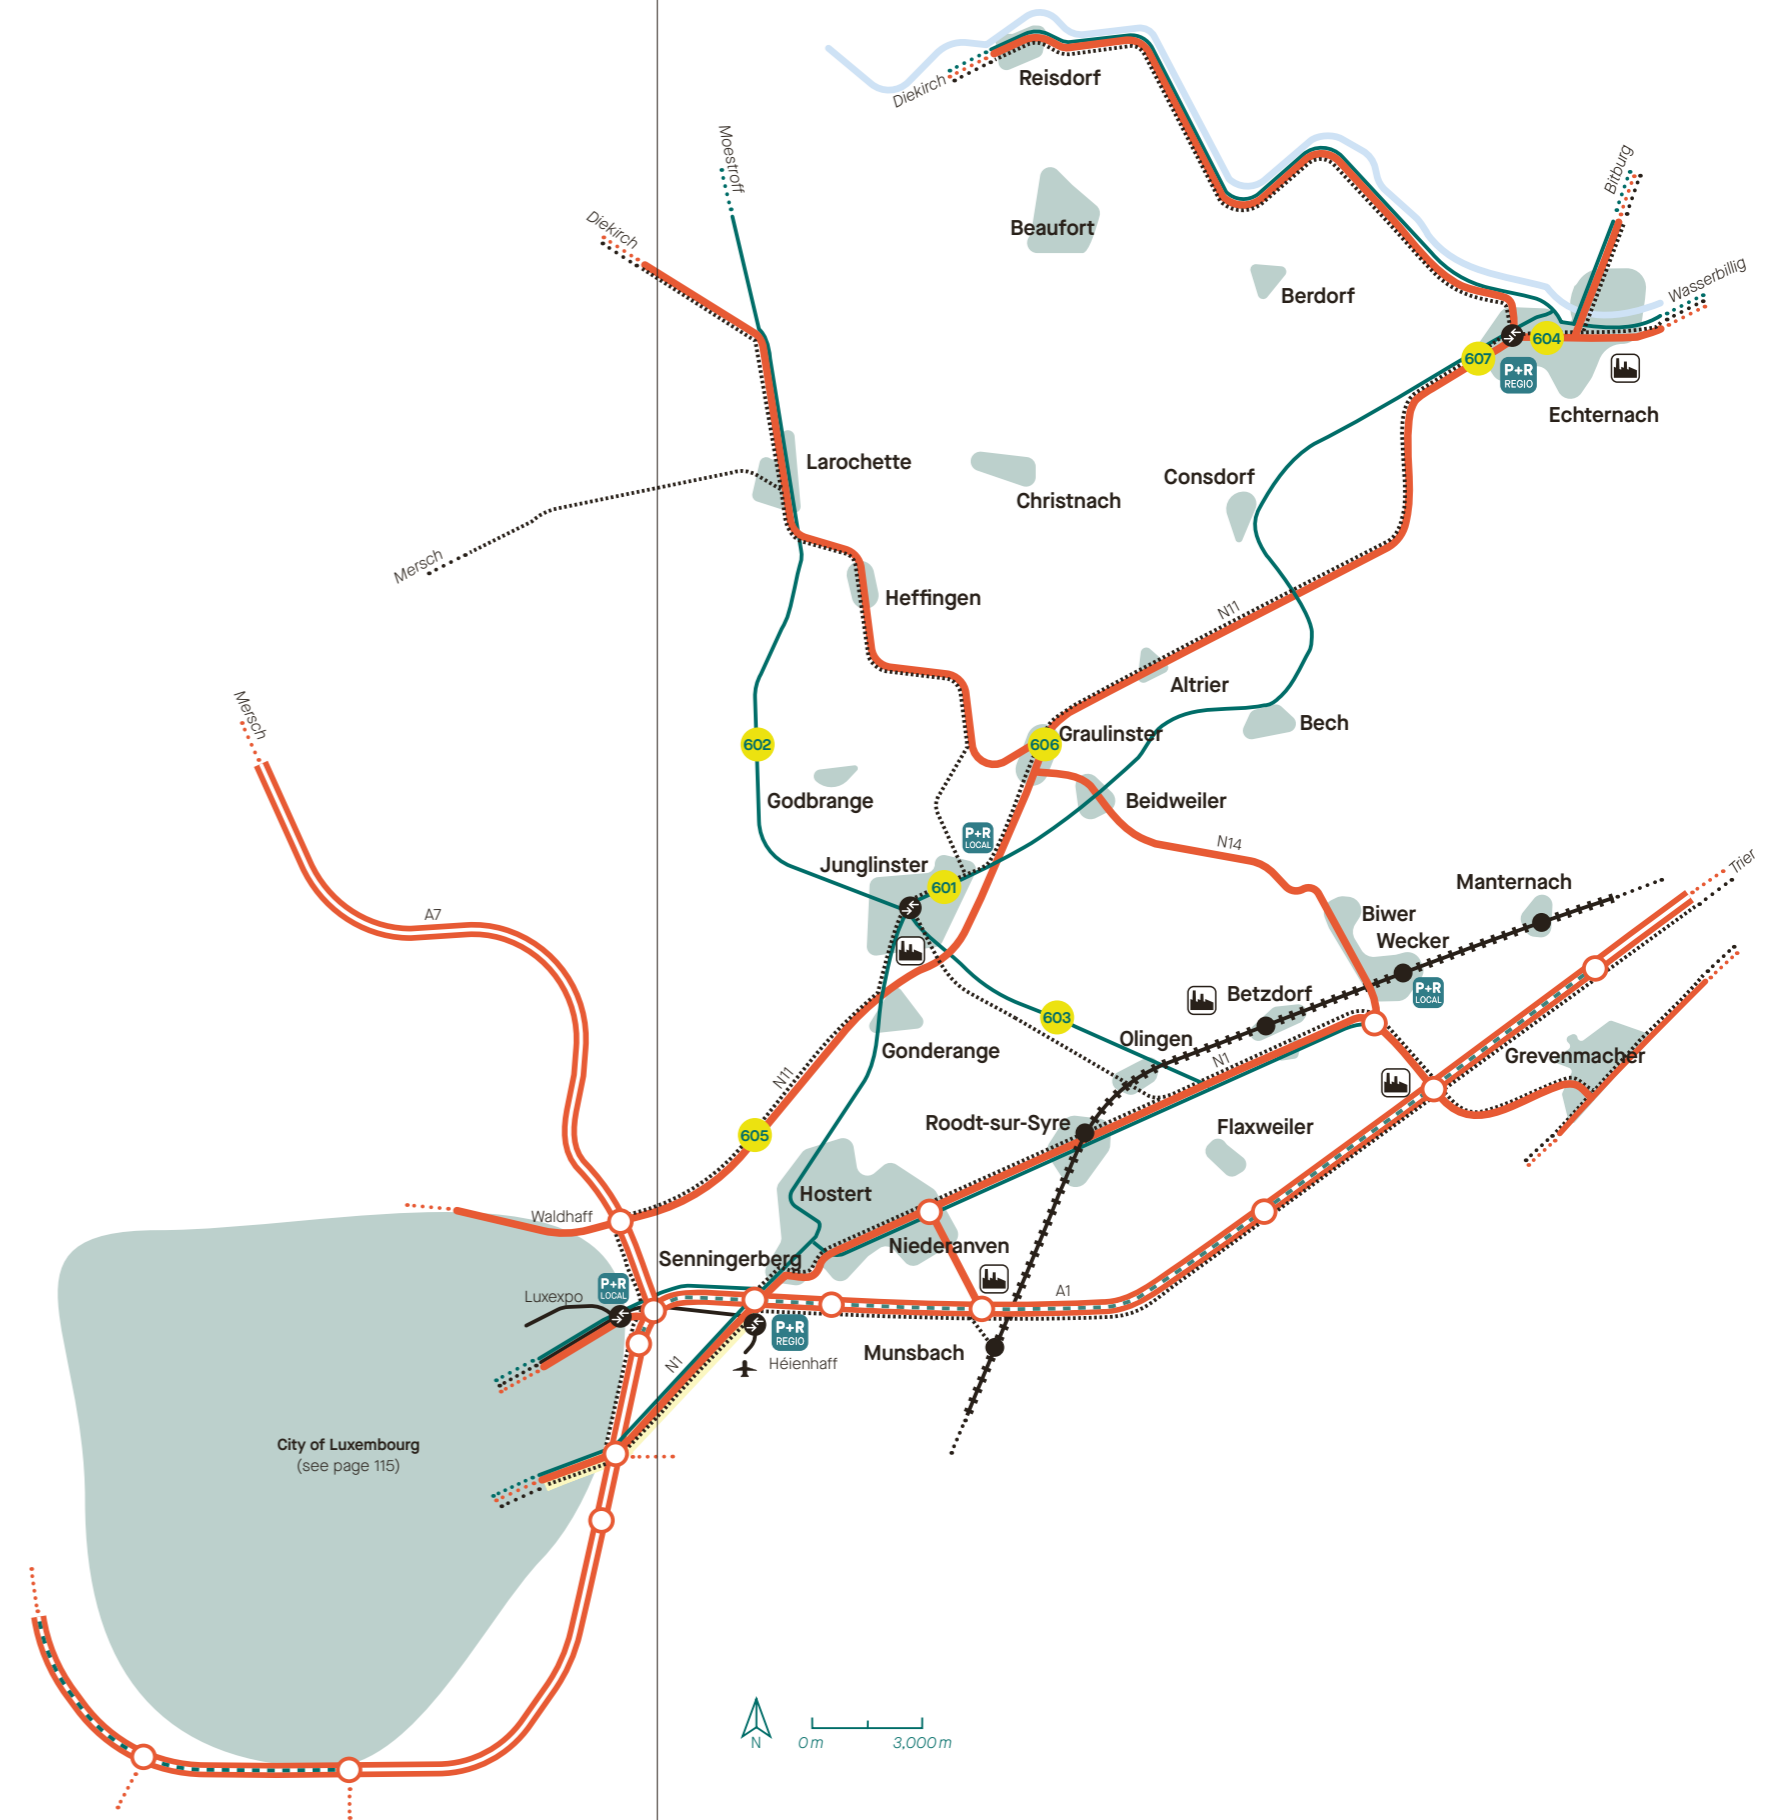 Diekirch
Reisdorf
Moestroff
Bitburg
Diekirch
Beaufort
Berdorf
Wasserbillig
604
607
P+R
REGIO
Echternach
Larochette
Christnach
Consdorf
Mersch
Heffingen
N11
Altrier
Mersch
Bech
602
606
Graulinster
Godbrange
Beidweiler
P+R
LOCAL
N14
Junglinster
601
Trier
Manternach
A7
Biwer
Wecker
P+R
LOCAL
Betzdorf
603
Olingen
Gonderange
N1
Grevenmacher
N11
605
Roodt-sur-Syre
Flaxweiler
Hostert
Waldhaff
Niederanven
Senningerberg
P+R
LOCAL
Luxexpo
A1
P+R
REGIO
Munsbach
Héienhaff
N1
City of Luxembourg
(see page 115)
N
0 m
3,000 m